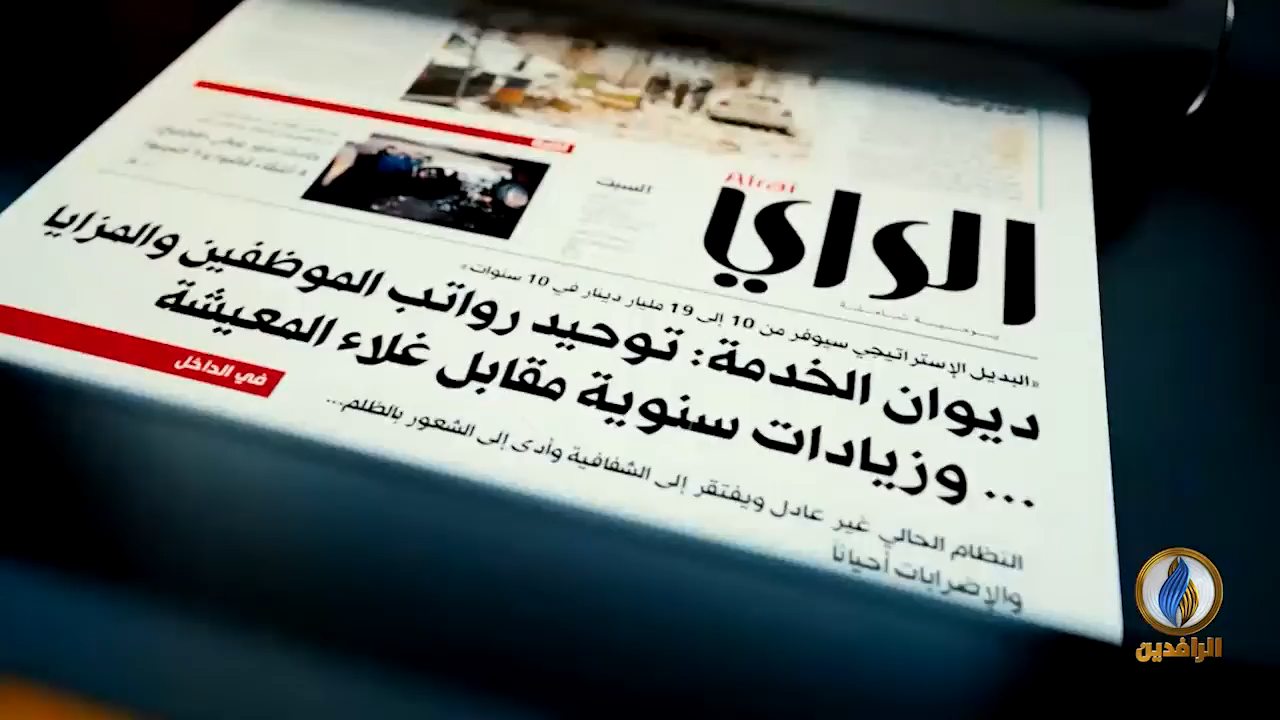 Alrai
الراي
السبت
«البديل الإستراتيجي سيوفر من 10 إلى 19 مليار دينار في 10 سنوات»
ديوان الخدمة: توحيد رواتب الموظفين والمزايا
... وزيادات سنوية مقابل غلاء المعيشة
في الداخل
النظام الحالي غير عادل ويفتقر إلى الشفافية وأدى إلى الشعور بالظلم...
والإضرابات أحيانا
الرافدين